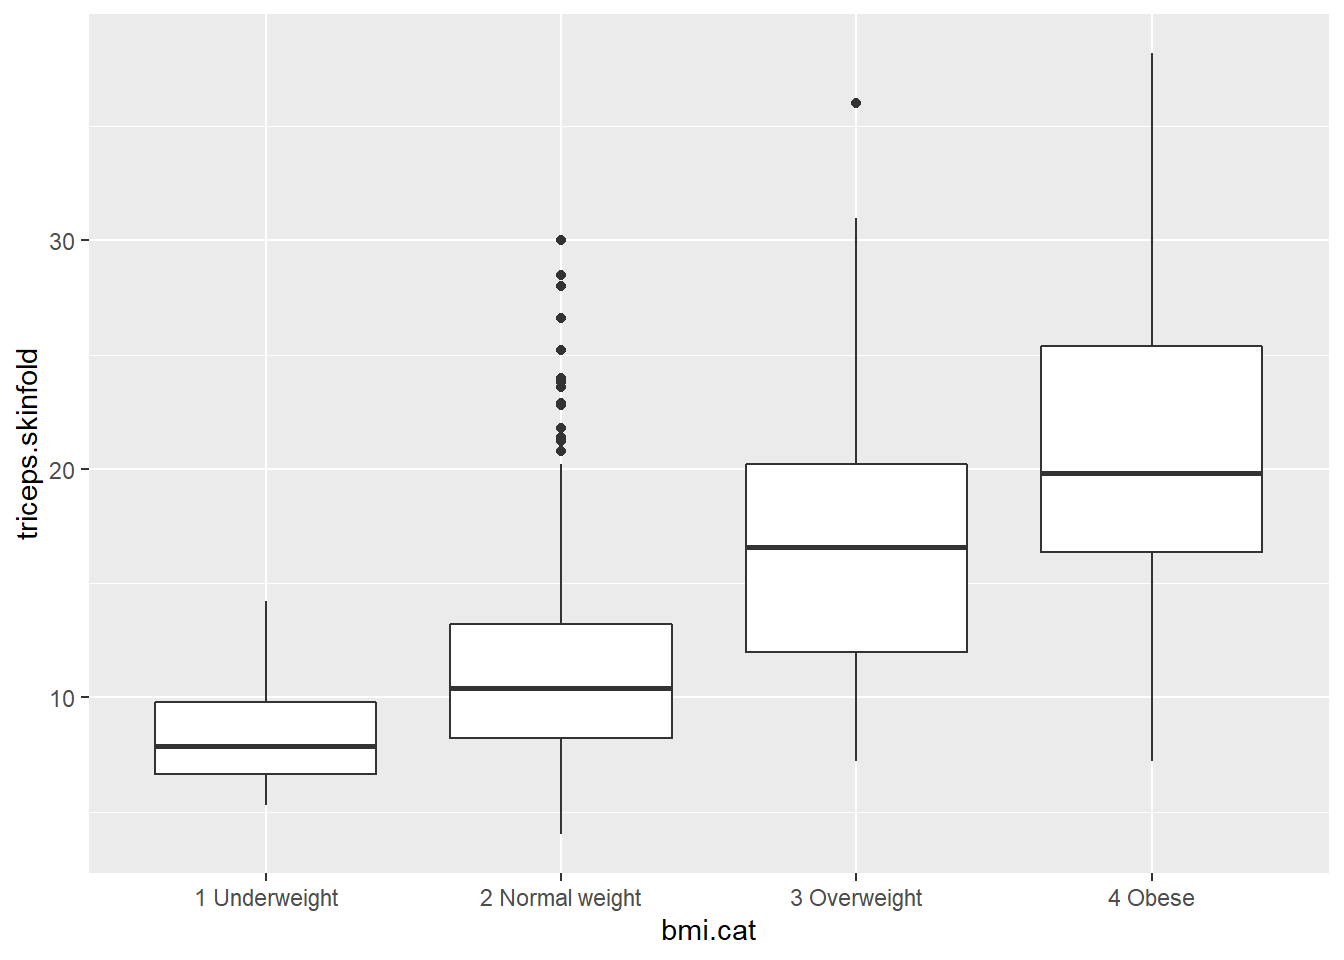 triceps.skinfold
30
20
10
1 Underweight
2 Normal weight
3 Overweight
4 Obese
bmi.cat